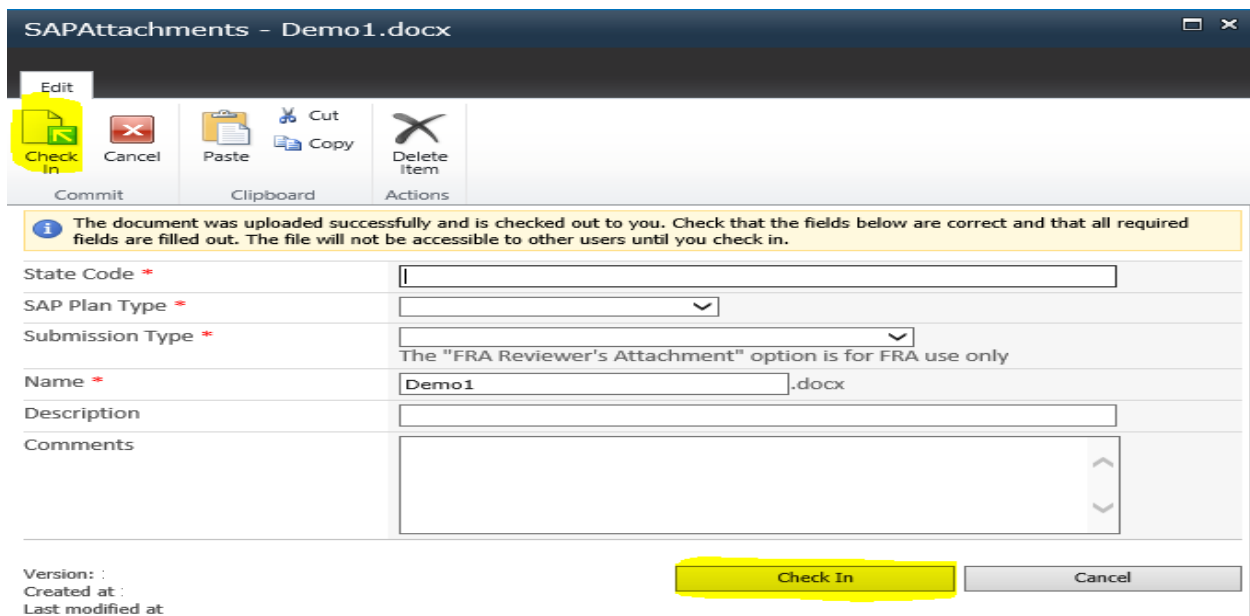 SAPAttachments - Demo1.docx
Edit
Check In
Cancel
Paste
Cut
Copy
Delete Item
Commit
Clipboard
Actions
The document was uploaded successfully and is checked out to you. Check that the fields below are correct and that all required
fields are filled out. The file will not be accessible to other users until you check in.
State Code *
SAP Plan Type *
Submission Type *
The "FRA Reviewer's Attachment" option is for FRA use only
Name *
Demo1 .docx
Description
Comments
Version: :
Check In
Cancel
Created at :
Last modified at